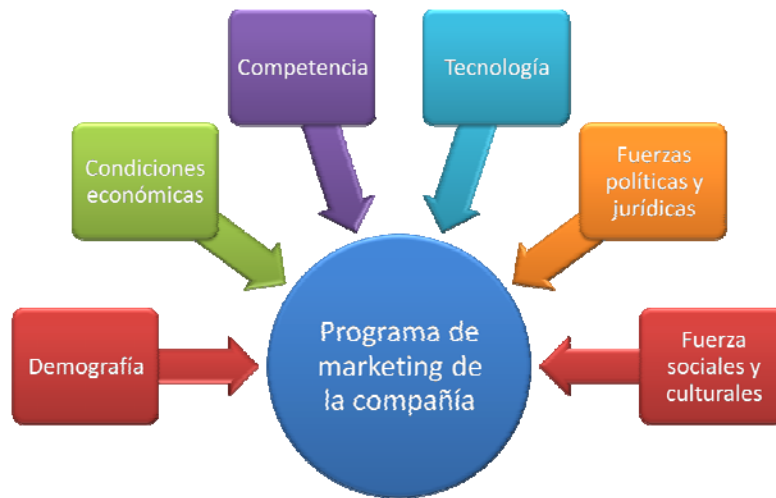 Competencia
Tecnología
Condiciones
económicas
Fuerzas
políticas y
jurídicas
Demografía
Programa de
marketing de
la compañía
Fuerza
sociales y
culturales